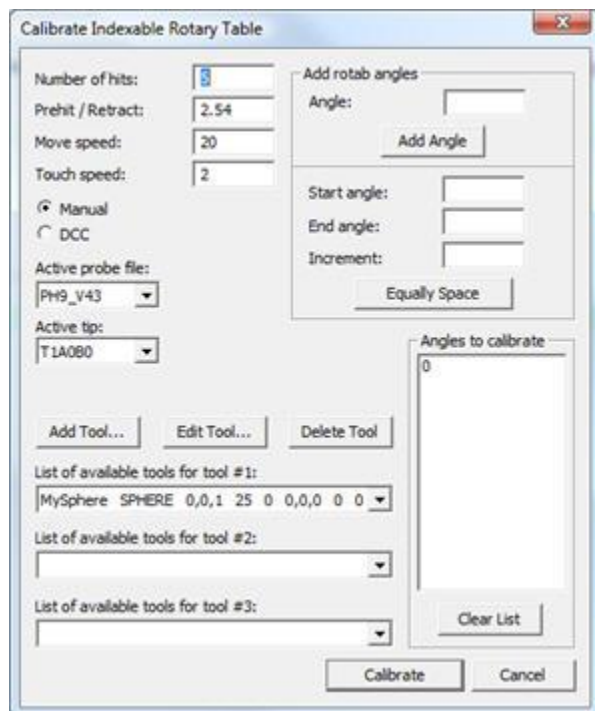 Calibrate Indexable Rotary Table
Number of hits: 5
Prehit / Retract: 2.54
Move speed: 20
Touch speed: 2
Manual
DCC
Active probe file:
PH9_V43
Active tip:
T1A0B0
Add rotab angles
Angle:
Add Angle
Start angle:
End angle:
Increment:
Equally Space
Angles to calibrate
0
Add Tool... Edit Tool... Delete Tool
List of available tools for tool #1:
MySphere SPHERE 0,0,1 25 0 0,0,0 0 0
List of available tools for tool #2:
List of available tools for tool #3:
Clear List
Calibrate Cancel